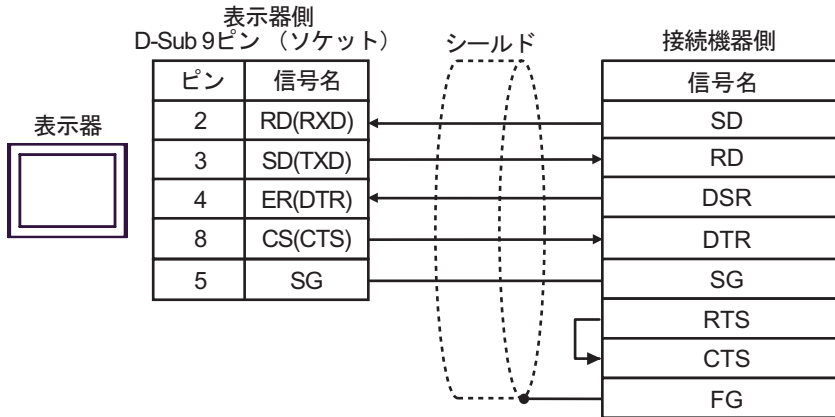 表示器側
D-Sub 9ピン （ソケット）
シールド
接続機器側
ピン 信号名
信号名
表示器
2 RD(RXD) SD
3 SD(TXD) RD
4 ER(DTR) DSR
8 CS(CTS) DTR
5 SG SG
RTS
CTS
FG